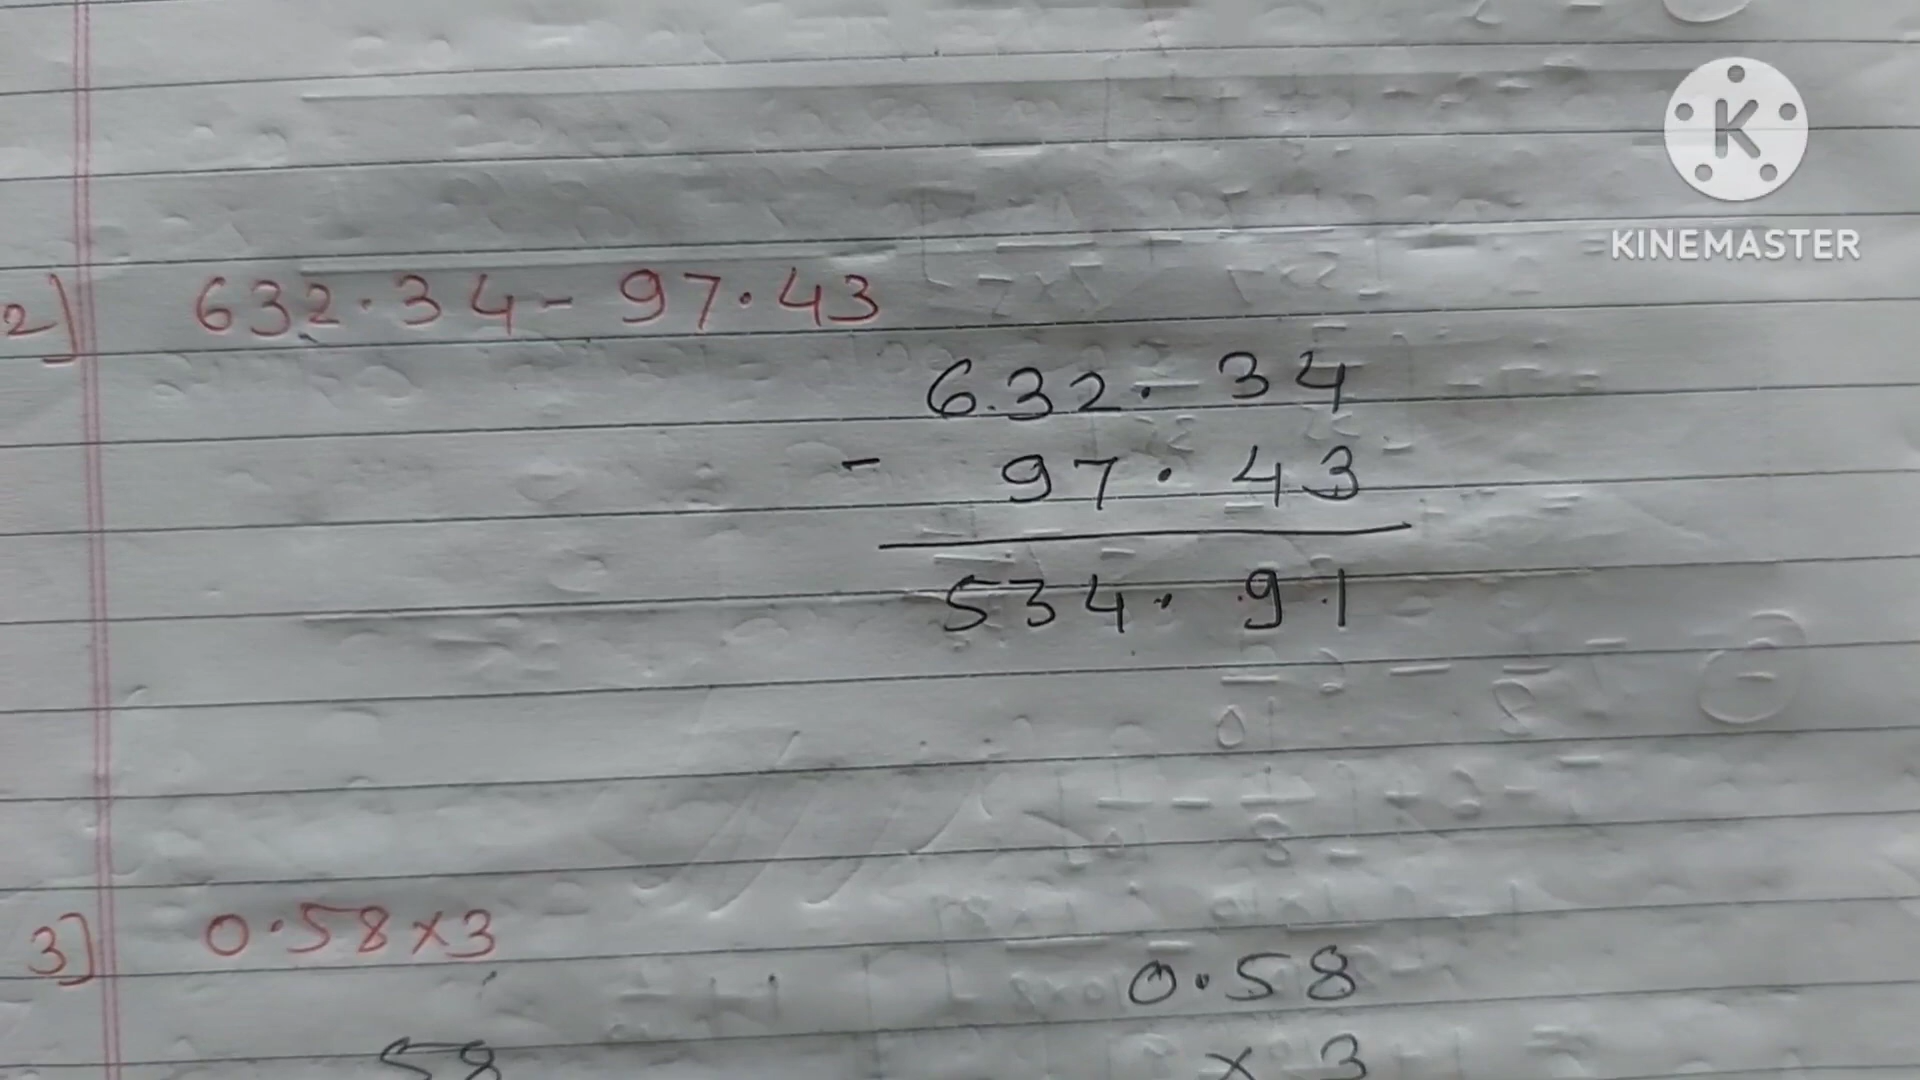 KINEMASTER
2) 632.34 - 97.43
632.34
- 97.43
534.91
3) 0.58 x 3
0.58
58
x 3